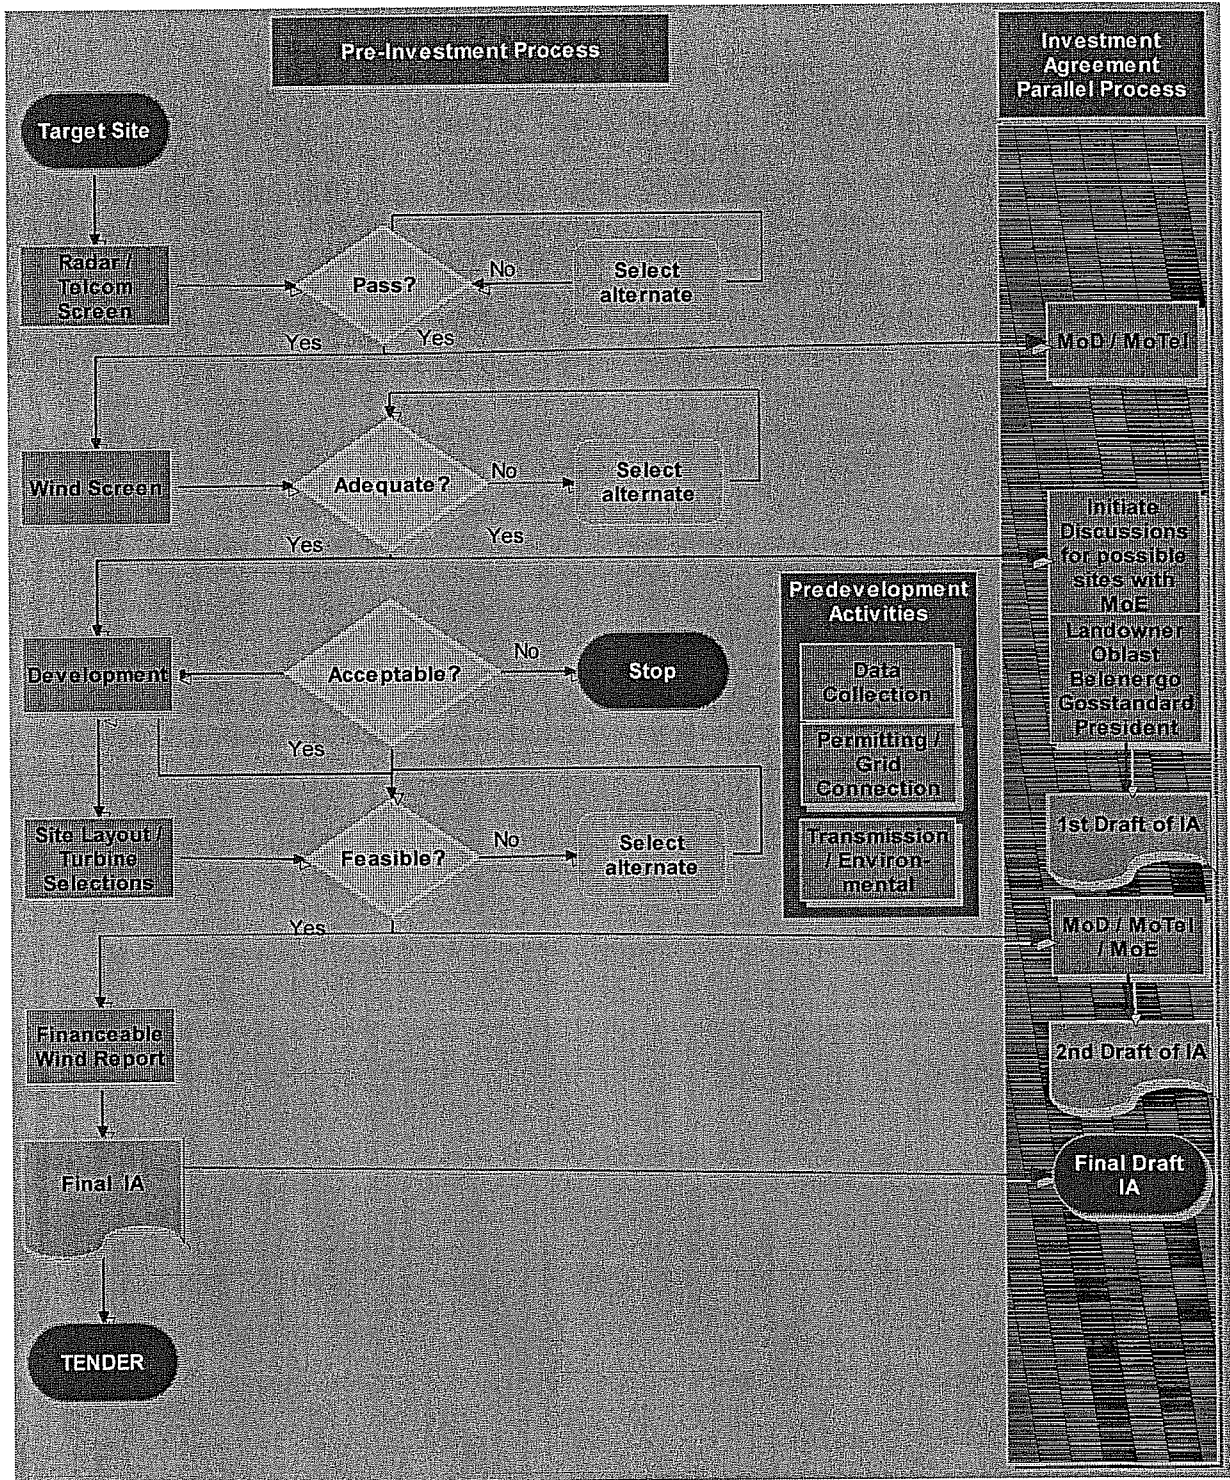 Pre-Investment Process
Investment
Agreement
Parallel Process
Target Site
Radar /
Telcom
Screen
Pass?
No
Select
alternate
Yes
Yes
MoD / MoTel
Wind Screen
Adequate?
No
Select
alternate
Yes
Yes
Initiate
Discussions
for possible
sites with
MoE
Landowner
Oblast
Belenergo
Gosstandard
President
Predevelopment
Activities
Data
Collection
Permitting /
Grid
Connection
Transmission
/ Environ-
mental
Development
Acceptable?
No
Stop
Yes
Site Layout /
Turbine
Selections
Feasible?
No
Select
alternate
Yes
1st Draft of IA
MoD / MoTel
/ MoE
Financeable
Wind Report
2nd Draft of IA
Final IA
Final Draft
IA
TENDER